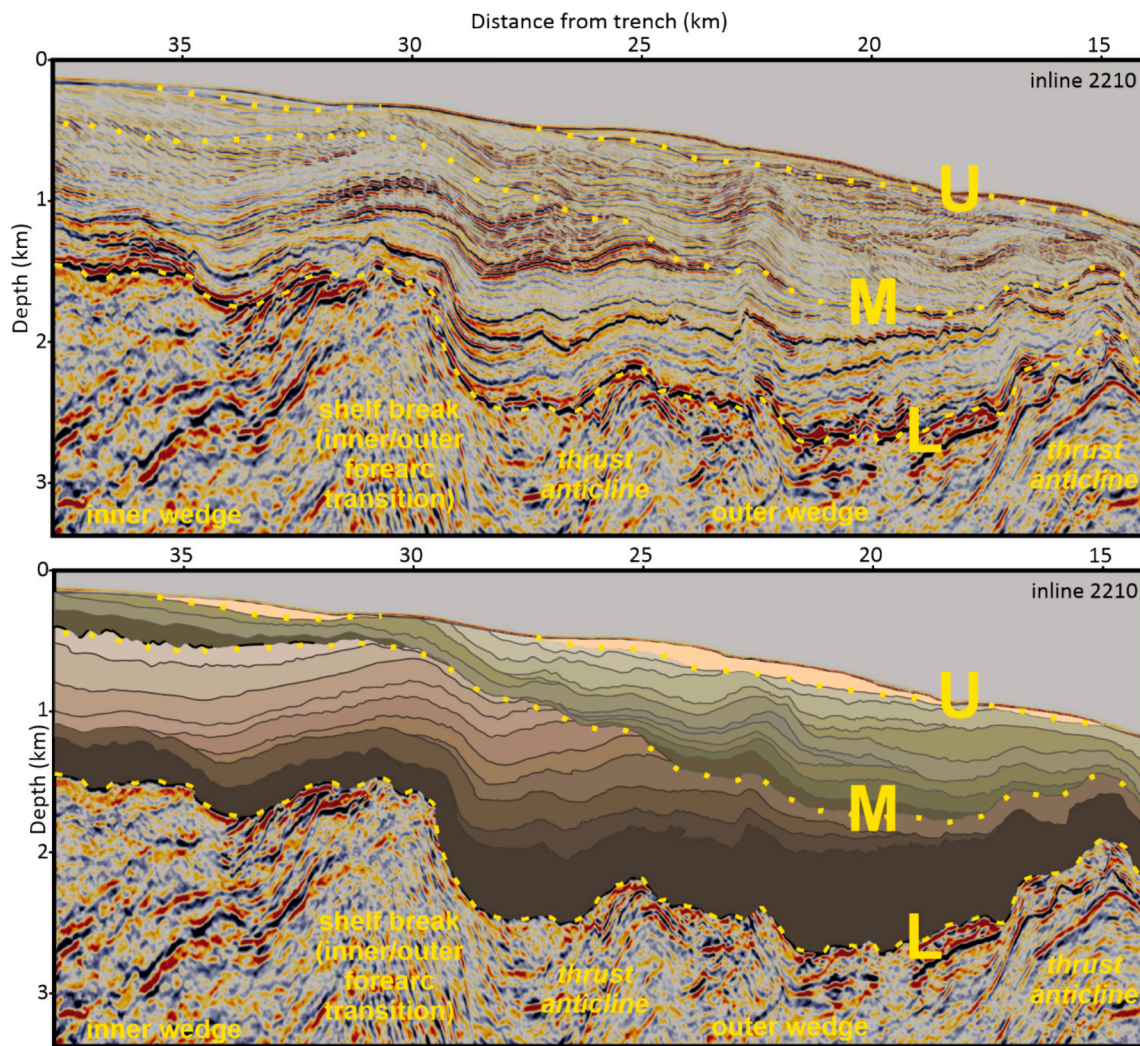 Distance from trench (km)
35 30 25 20 15
0
inline 2210
U
1
Depth (km)
M
2
L
shelf break
(inner/outer
forearc
transition)
thrust
anticline
thrust
anticline
3
inner wedge
outer wedge
35 30 25 20 15
0
inline 2210
U
1
Depth (km)
M
2
L
shelf break
(inner/outer
forearc
transition)
thrust
anticline
thrust
anticline
3
inner wedge
outer wedge